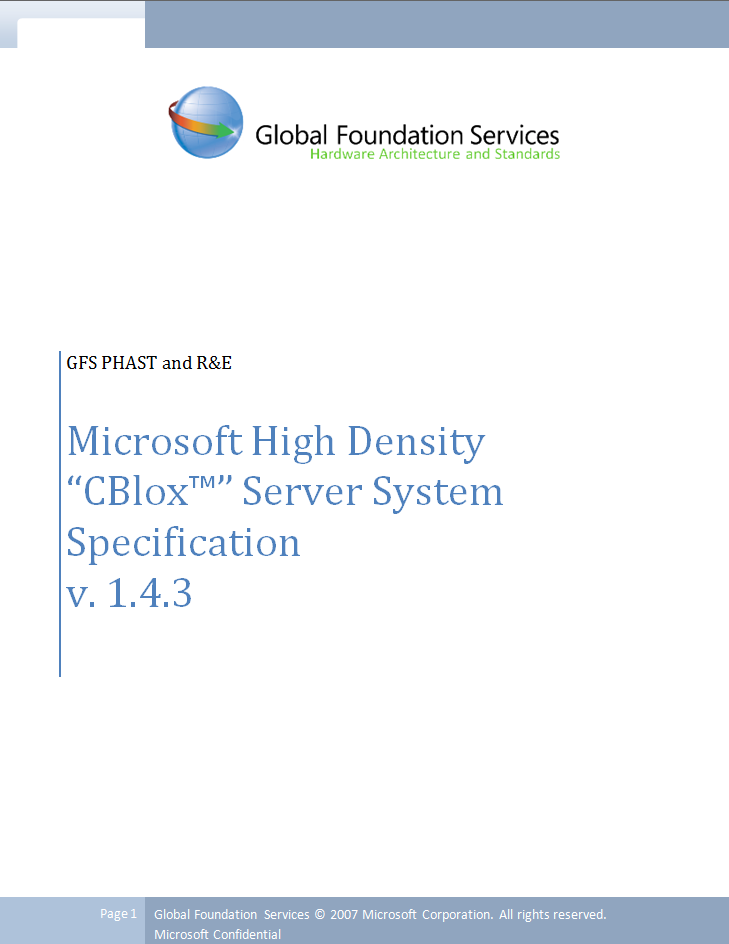 Global Foundation Services
Hardware Architecture and Standards
GFS PHAST and R&E
Microsoft High Density
“CBlox™” Server System
Specification
v. 1.4.3
Page 1
Global Foundation Services © 2007 Microsoft Corporation. All rights reserved.
Microsoft Confidential